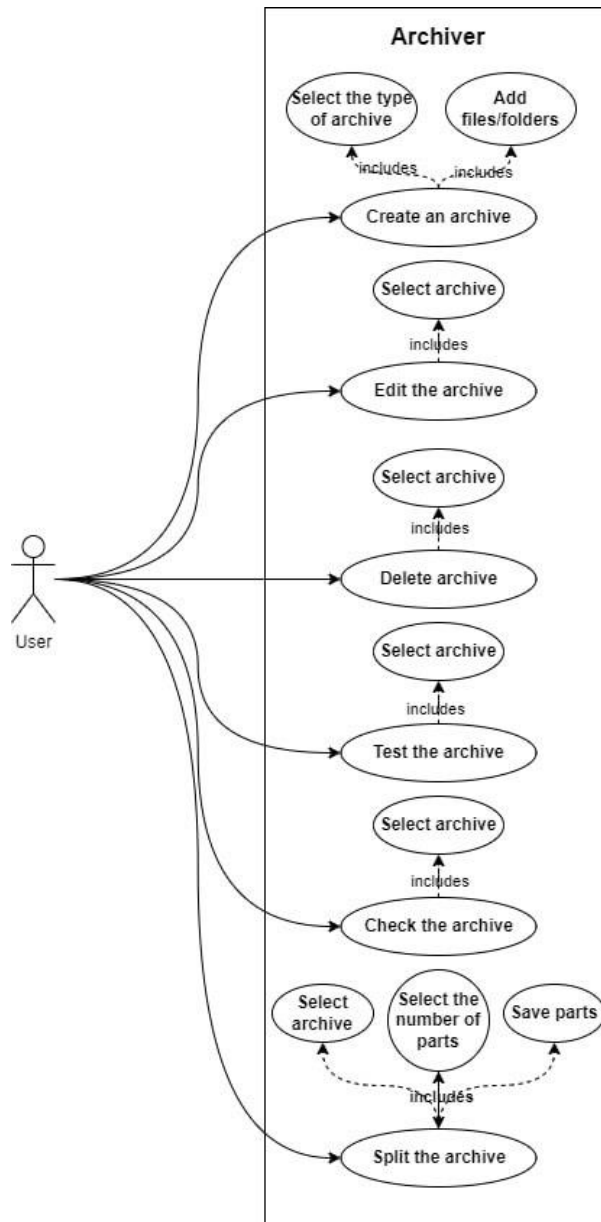 Archiver
Select the type
of archive
Add
files/folders
includes
includes
Create an archive
Select archive
includes
Edit the archive
Select archive
includes
Delete archive
User
Select archive
includes
Test the archive
Select archive
includes
Check the archive
Select
archive
Select the
number of
parts
Save parts
includes
Split the archive